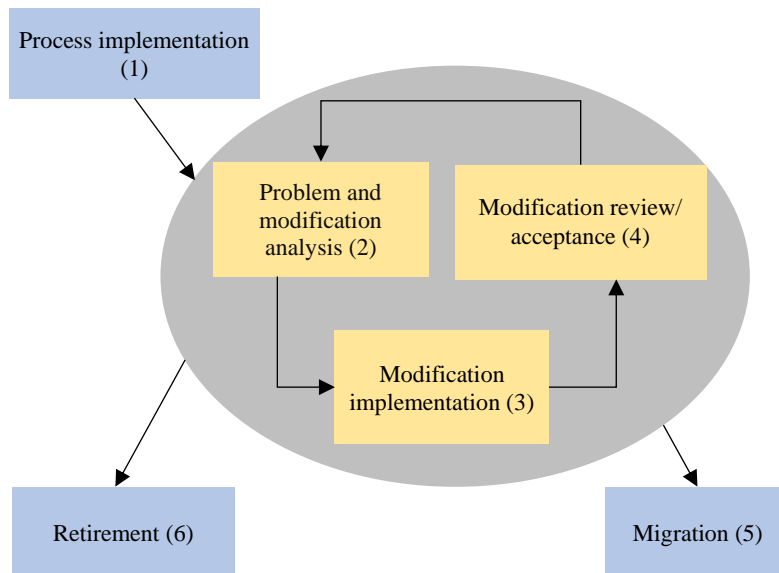 Process implementation
(1)
Problem and
modification
analysis (2)
Modification review/
acceptance (4)
Modification
implementation (3)
Retirement (6)
Migration (5)